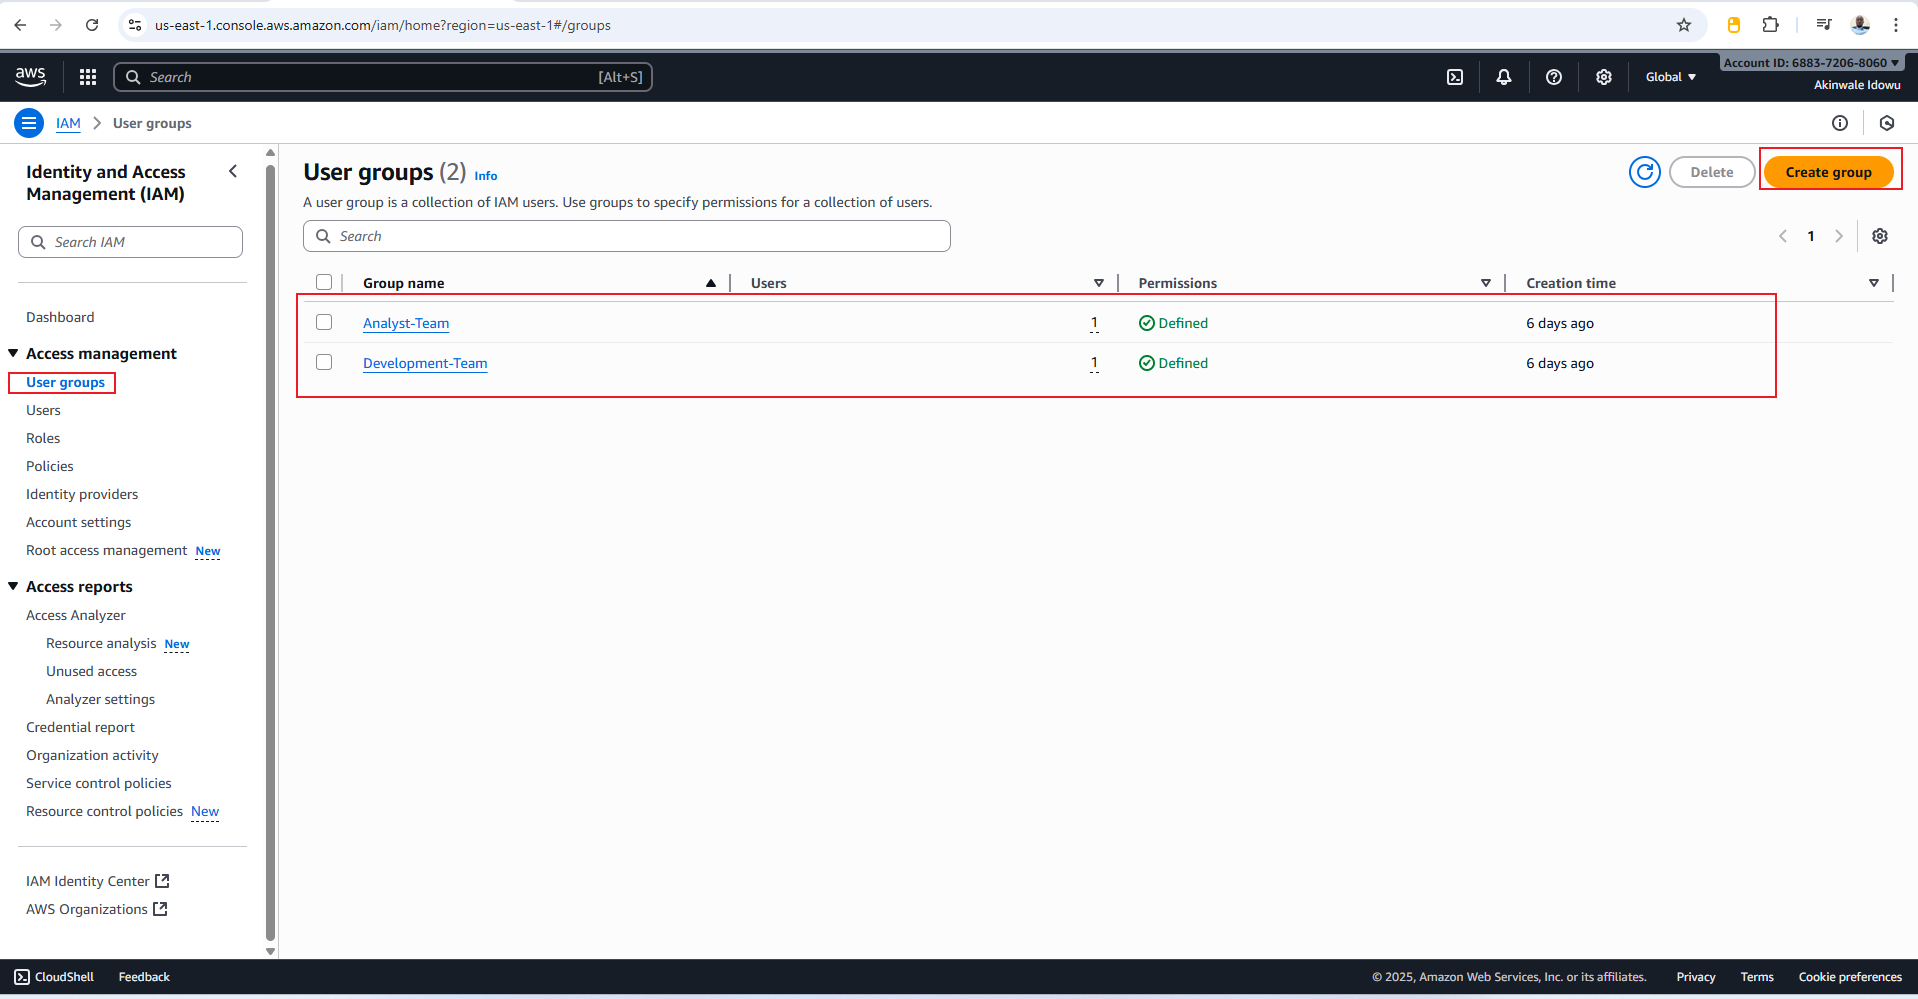 us-east-1.console.aws.amazon.com/iam/home?region=us-east-1#/groups
aws
Search
[Alt+S]
Global
Account ID: 6883-7206-8060
Akinwale Idowu
IAM
User groups
Identity and Access
Management (IAM)
Search IAM
Dashboard
Access management
User groups
Users
Roles
Policies
Identity providers
Account settings
Root access management New
Access reports
Access Analyzer
Resource analysis New
Unused access
Analyzer settings
Credential report
Organization activity
Service control policies
Resource control policies New
IAM Identity Center
AWS Organizations
User groups (2) Info
Delete
Create group
A user group is a collection of IAM users. Use groups to specify permissions for a collection of users.
Search
1
Group name Users Permissions Creation time
Analyst-Team 1 Defined 6 days ago
Development-Team 1 Defined 6 days ago
CloudShell Feedback
© 2025, Amazon Web Services, Inc. or its affiliates. Privacy Terms Cookie preferences